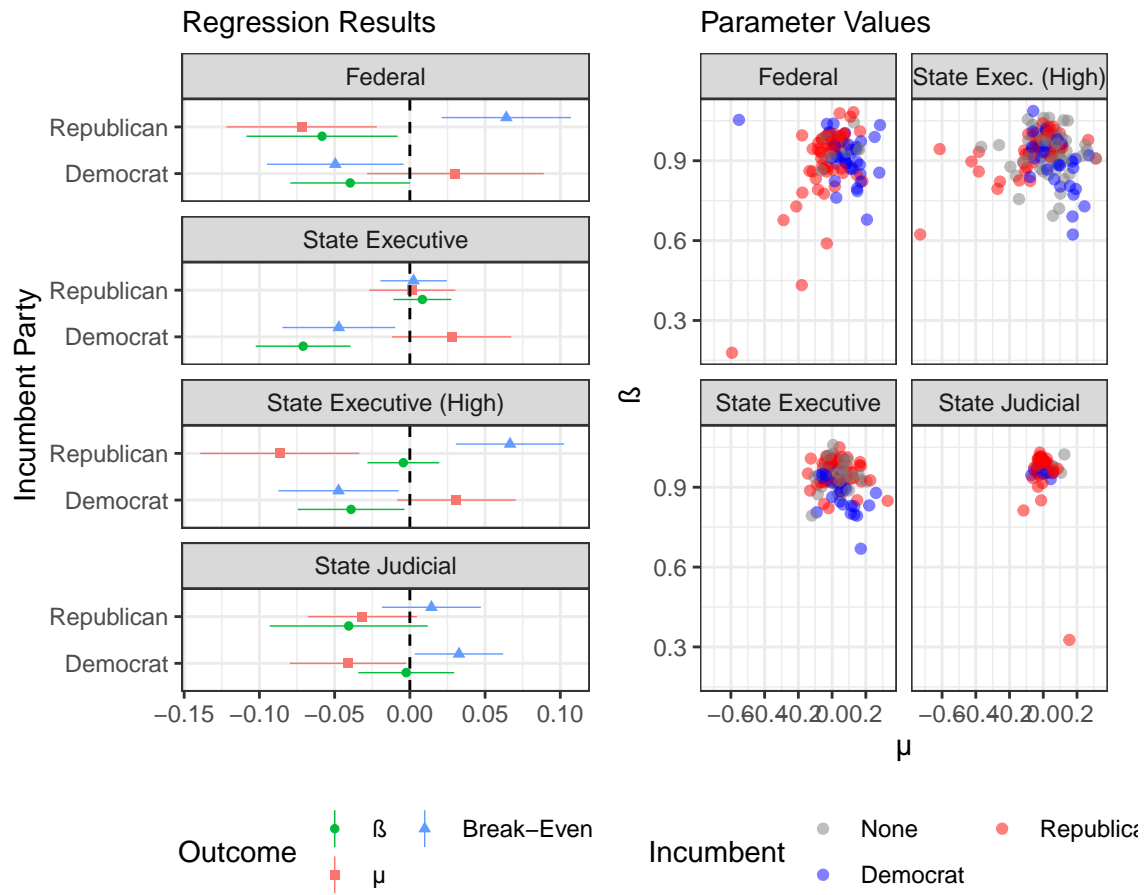 Regression Results
Parameter Values
Incumbent Party
Federal
Republican
Democrat
State Executive
Republican
Democrat
State Executive (High)
Republican
Democrat
State Judicial
Republican
Democrat
−0.15 −0.10 −0.05 0.00 0.05 0.10
ß
Federal
State Exec. (High)
0.9
0.6
0.3
State Executive
State Judicial
0.9
0.6
0.3
−0.6−0.4−0.20.00.2
−0.6−0.4−0.20.00.2
µ
Outcome
ß
Break−Even
µ
Incumbent
None
Republica
Democrat